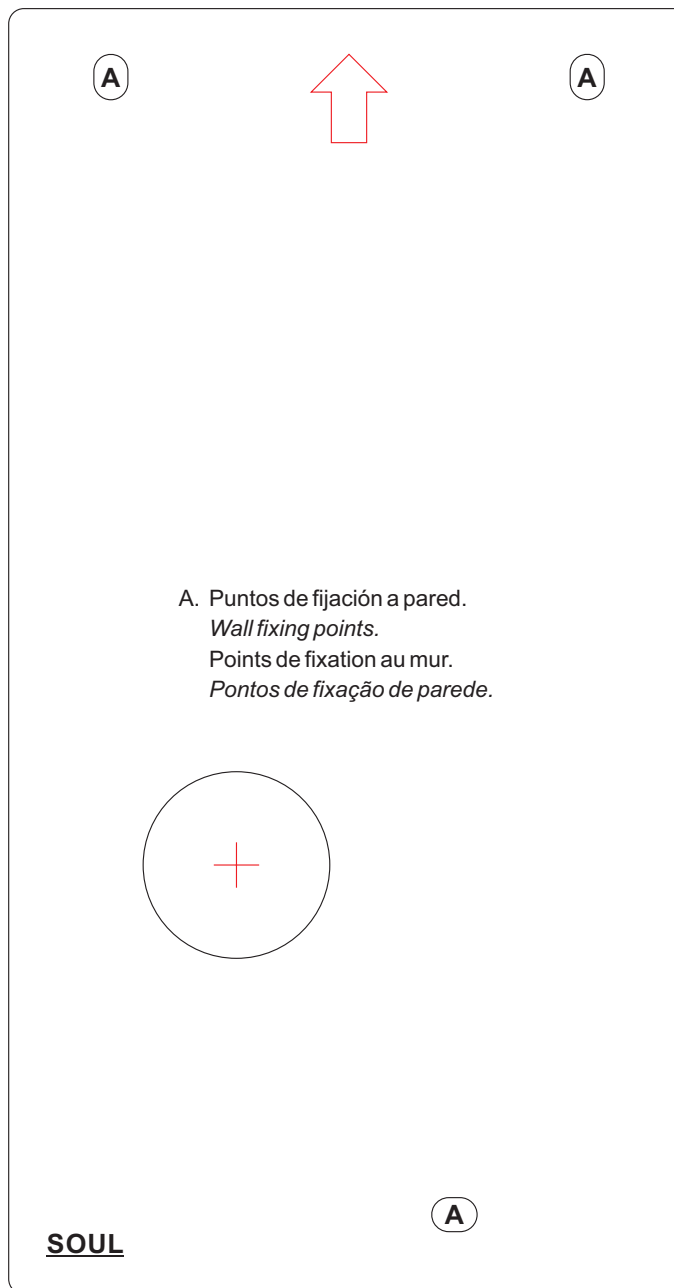 A
A
A. Puntos de fijación a pared.
Wall fixing points.
Points de fixation au mur.
Pontos de fixação de parede.
A
SOUL